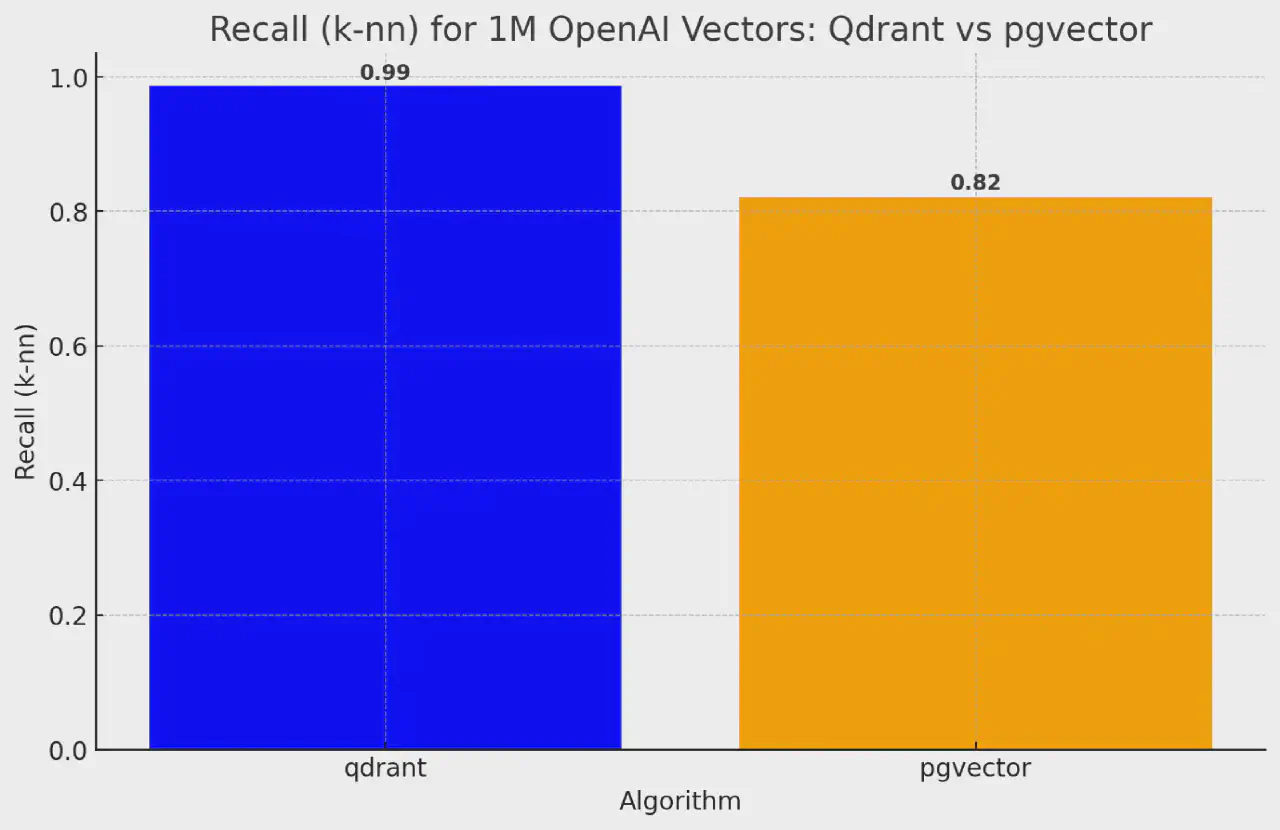 Recall (k-nn) for 1M OpenAI Vectors: Qdrant vs pgvector
Recall (k-nn)
1.0
0.8
0.6
0.4
0.2
0.0
0.99
0.82
qdrant
pgvector
Algorithm